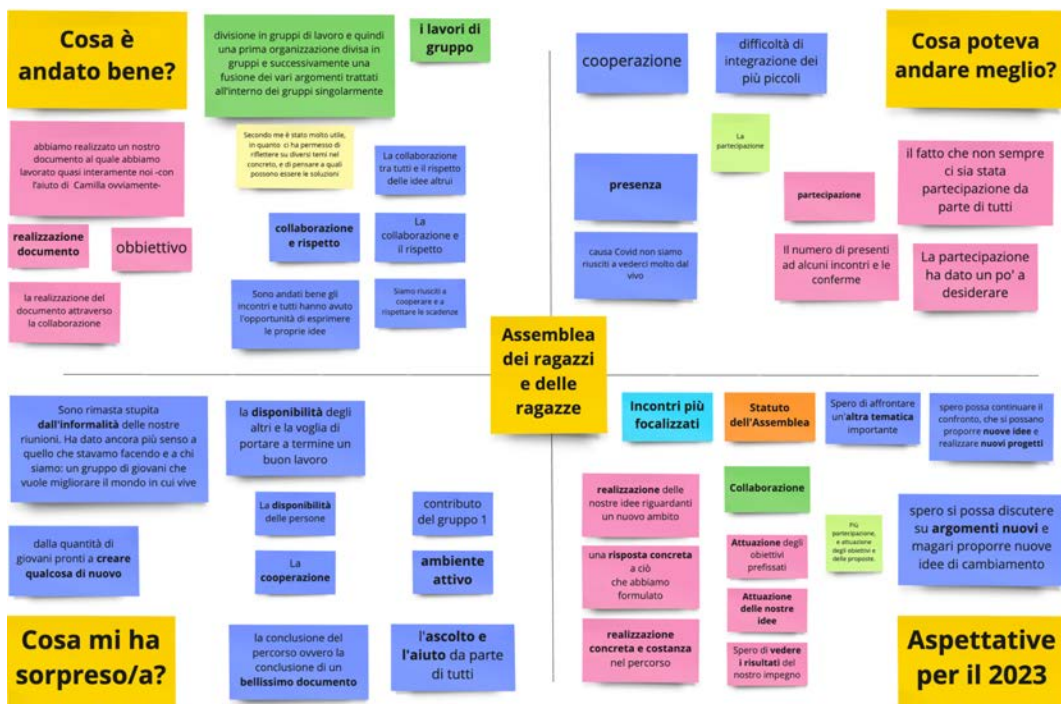 Cosa è
andato bene?
divisione in gruppi di lavoro e quindi
una prima organizzazione divisa in
gruppi e successivamente una
fusione dei vari argomenti trattati
all'interno dei gruppi singolarmente
i lavori di
gruppo
abbiamo realizzato un nostro
documento al quale abbiamo
lavorato quasi interamente noi -con
l'aiuto di Camilla ovviamente-
Secondo me è stato molto utile,
in quanto ci ha permesso di
riflettere su diversi temi nel
concreto, e di pensare a quali
possono essere le soluzioni
La collaborazione
tra tutti e il rispetto
delle idee altrui
realizzazione
documento
obbiettivo
collaborazione
e rispetto
La
collaborazione e
il rispetto
la realizzazione del
documento attraverso
la collaborazione
Sono andati bene gli
incontri e tutti hanno avuto
l'opportunità di esprimere
le proprie idee
Siamo riusciti a
cooperare e a
rispettare le scadenze
cooperazione
difficoltà di
integrazione dei
più piccoli
Cosa poteva
andare meglio?
La
partecipazione
presenza
partecipazione
il fatto che non sempre
ci sia stata
partecipazione da
parte di tutti
causa Covid non siamo
riusciti a vederci molto dal
vivo
Il numero di presenti
ad alcuni incontri e le
conferme
La partecipazione
ha dato un po' a
desiderare
Assemblea
dei ragazzi
e delle
ragazze
Sono rimasta stupita
dall'informalità delle nostre
riunioni. Ha dato ancora più senso a
quello che stavamo facendo e a chi
siamo: un gruppo di giovani che
vuole migliorare il mondo in cui vive
la disponibilità degli
altri e la voglia di
portare a termine un
buon lavoro
La disponibilità
delle persone
contributo
del gruppo 1
dalla quantità di
giovani pronti a creare
qualcosa di nuovo
La
cooperazione
ambiente
attivo
Cosa mi ha
sorpreso/a?
la conclusione del
percorso ovvero la
conclusione di un
bellissimo documento
l'ascolto e
l'aiuto da parte
di tutti
Incontri più
focalizzati
Statuto
dell'Assemblea
Spero di affrontare
un'altra tematica
importante
spero possa continuare il
confronto, che si possano
proporre nuove idee e
realizzare nuovi progetti
realizzazione delle
nostre idee riguardanti
un nuovo ambito
Collaborazione
Più
partecipazione,
e attuazione
degli obiettivi e
delle proposte.
spero si possa discutere
su argomenti nuovi e
magari proporre nuove
idee di cambiamento
una risposta concreta
a ciò
che abbiamo
formulato
Attuazione degli
obiettivi
prefissati
Attuazione
delle nostre
idee
realizzazione
concreta e costanza
nel percorso
Spero di vedere
i risultati del
nostro impegno
Aspettative
per il 2023